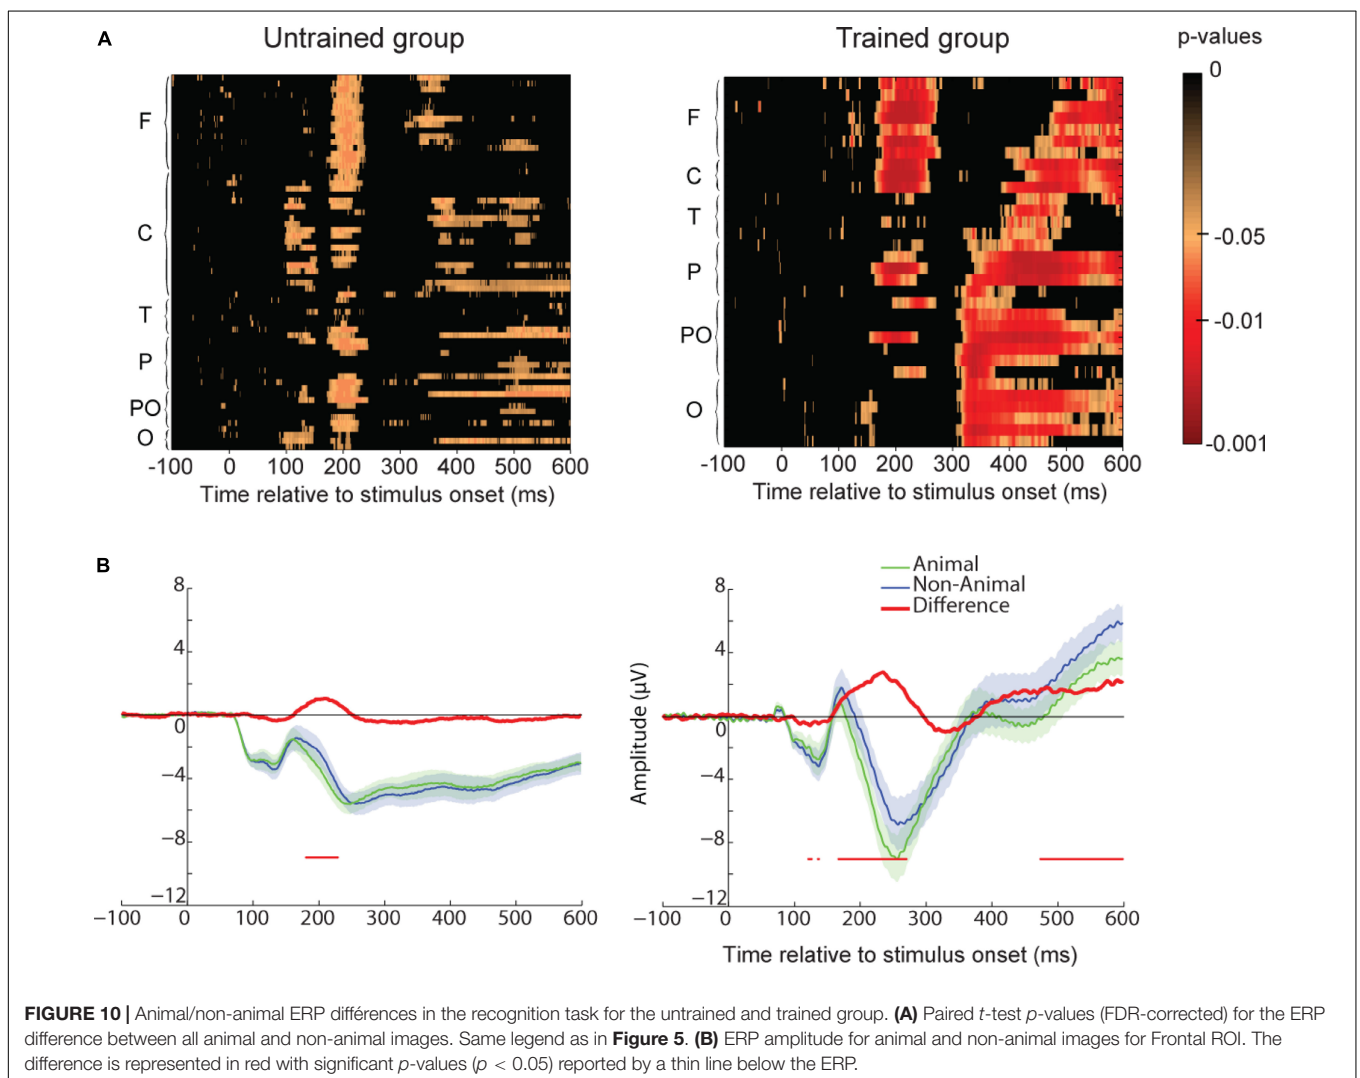 A
Untrained group
Trained group
p-values
F
C
T
P
PO
O
-100 0 100 200 300 400 500 600
Time relative to stimulus onset (ms)
F
C
T
P
PO
O
-100 0 100 200 300 400 500 600
Time relative to stimulus onset (ms)
0
-0.05
-0.01
-0.001
B
8
4
0
−4
−8
−12
−100 0 100 200 300 400 500 600
Animal
Non-Animal
Difference
Amplitude (µV)
8
4
0
−4
−8
−12
−100 0 100 200 300 400 500 600
Time relative to stimulus onset (ms)
FIGURE 10 | Animal/non-animal ERP différences in the recognition task for the untrained and trained group. (A) Paired t-test p-values (FDR-corrected) for the ERP
difference between all animal and non-animal images. Same legend as in Figure 5. (B) ERP amplitude for animal and non-animal images for Frontal ROI. The
difference is represented in red with significant p-values (p < 0.05) reported by a thin line below the ERP.